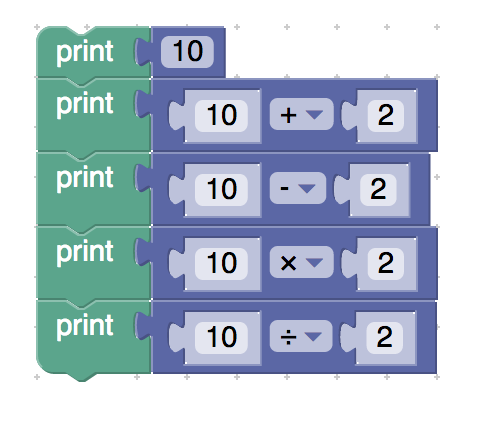 print 10
print 10 + 2
print 10 - 2
print 10 × 2
print 10 ÷ 2